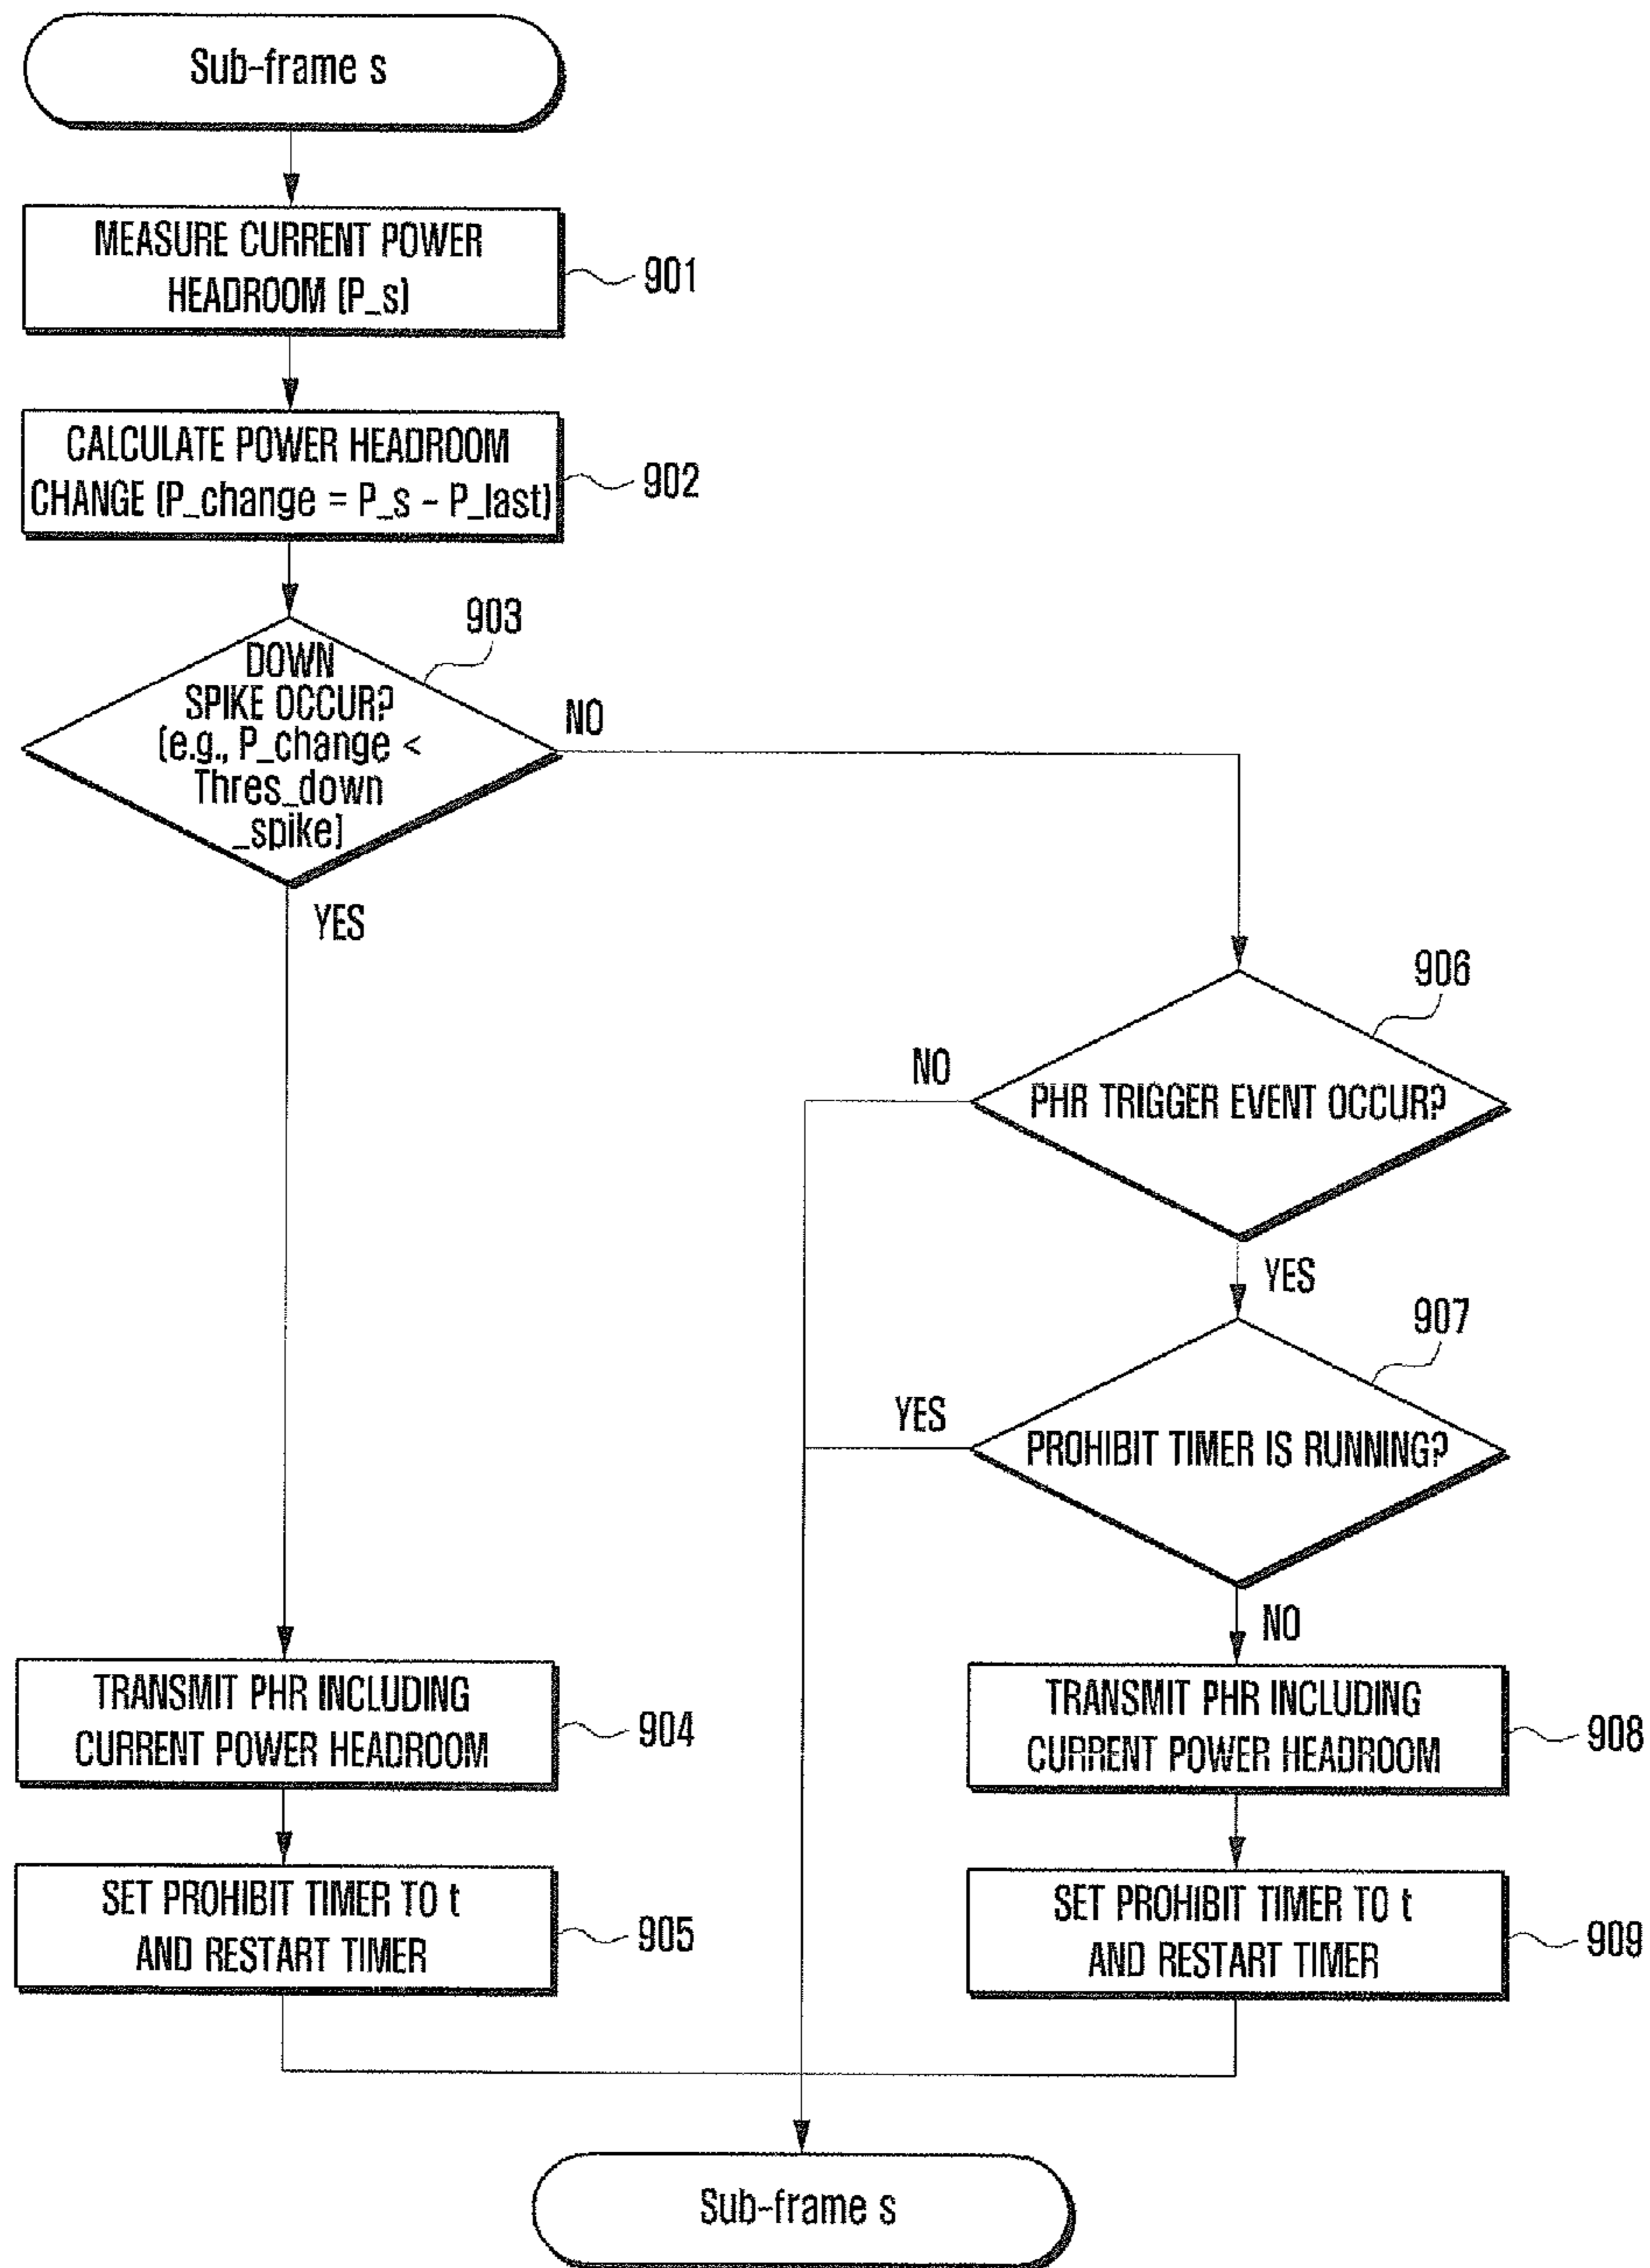 Sub-frame s
MEASURE CURRENT POWER
HEADROOM (P_s)
901
CALCULATE POWER HEADROOM
CHANGE (P_change = P_s - P_last)
902
903
DOWN
SPIKE OCCUR?
(e.g., P_change <
Thres_down
_spike)
NO
YES
906
NO
PHR TRIGGER EVENT OCCUR?
YES
907
YES
PROHIBIT TIMER IS RUNNING?
NO
TRANSMIT PHR INCLUDING
CURRENT POWER HEADROOM
904
TRANSMIT PHR INCLUDING
CURRENT POWER HEADROOM
908
SET PROHIBIT TIMER TO t
AND RESTART TIMER
905
SET PROHIBIT TIMER TO t
AND RESTART TIMER
909
Sub-frame s